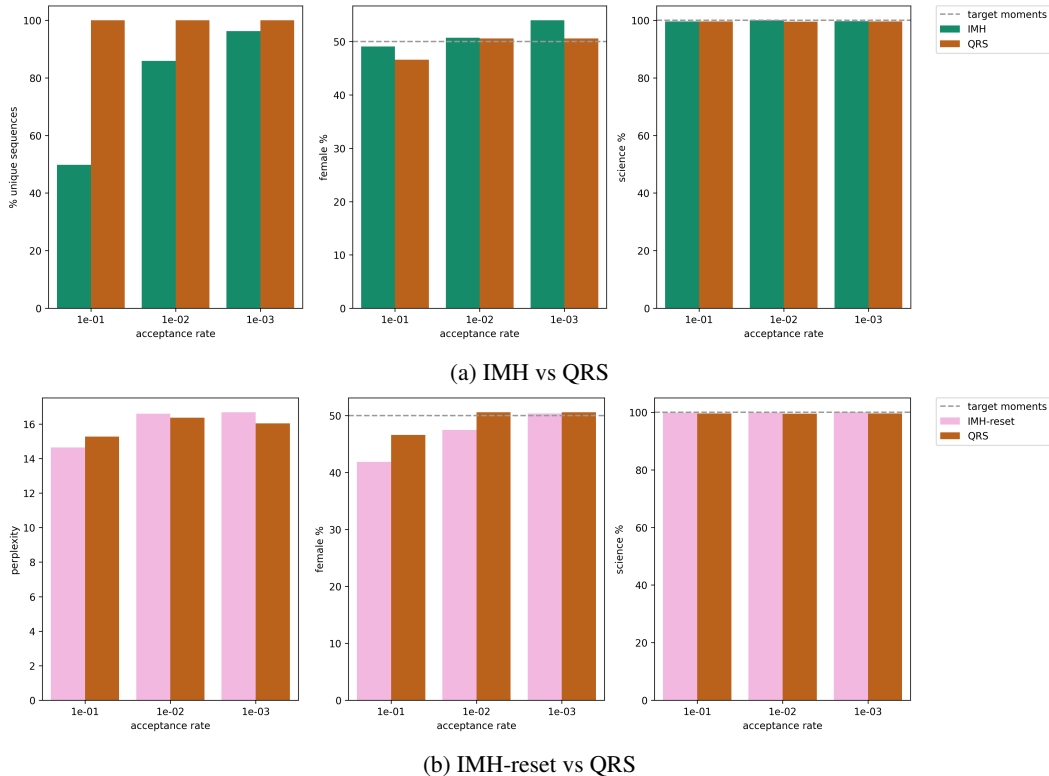 % unique sequences
100
80
60
40
20
0
1e-01 1e-02 1e-03
acceptance rate
female %
50
40
30
20
10
0
1e-01 1e-02 1e-03
acceptance rate
science %
100
80
60
40
20
0
1e-01 1e-02 1e-03
acceptance rate
target moments
IMH
QRS
(a) IMH vs QRS
perplexity
16
14
12
10
8
6
4
2
0
1e-01 1e-02 1e-03
acceptance rate
female %
50
40
30
20
10
0
1e-01 1e-02 1e-03
acceptance rate
science %
100
80
60
40
20
0
1e-01 1e-02 1e-03
acceptance rate
target moments
IMH-reset
QRS
(b) IMH-reset vs QRS